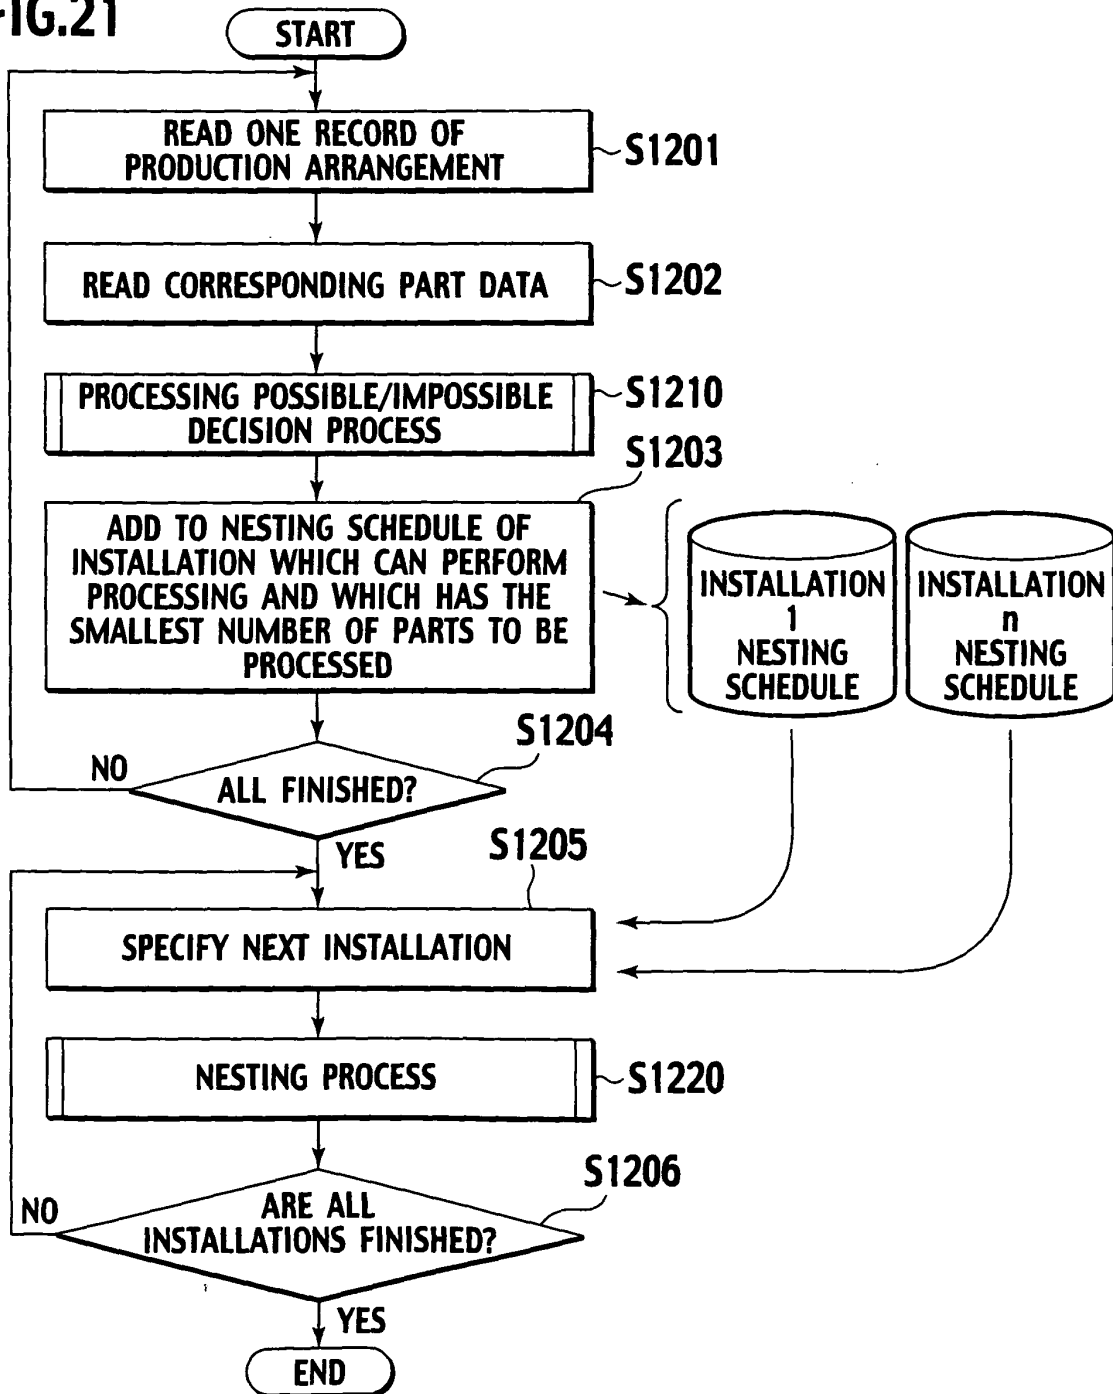 FIG.21
START
READ ONE RECORD OF
PRODUCTION ARRANGEMENT
S1201
READ CORRESPONDING PART DATA
S1202
PROCESSING POSSIBLE/IMPOSSIBLE
DECISION PROCESS
S1210
S1203
ADD TO NESTING SCHEDULE OF
INSTALLATION WHICH CAN PERFORM
PROCESSING AND WHICH HAS THE
SMALLEST NUMBER OF PARTS TO BE
PROCESSED
INSTALLATION
1
NESTING
SCHEDULE
INSTALLATION
n
NESTING
SCHEDULE
S1204
NO
ALL FINISHED?
YES
S1205
SPECIFY NEXT INSTALLATION
NESTING PROCESS
S1220
S1206
NO
ARE ALL
INSTALLATIONS FINISHED?
YES
END